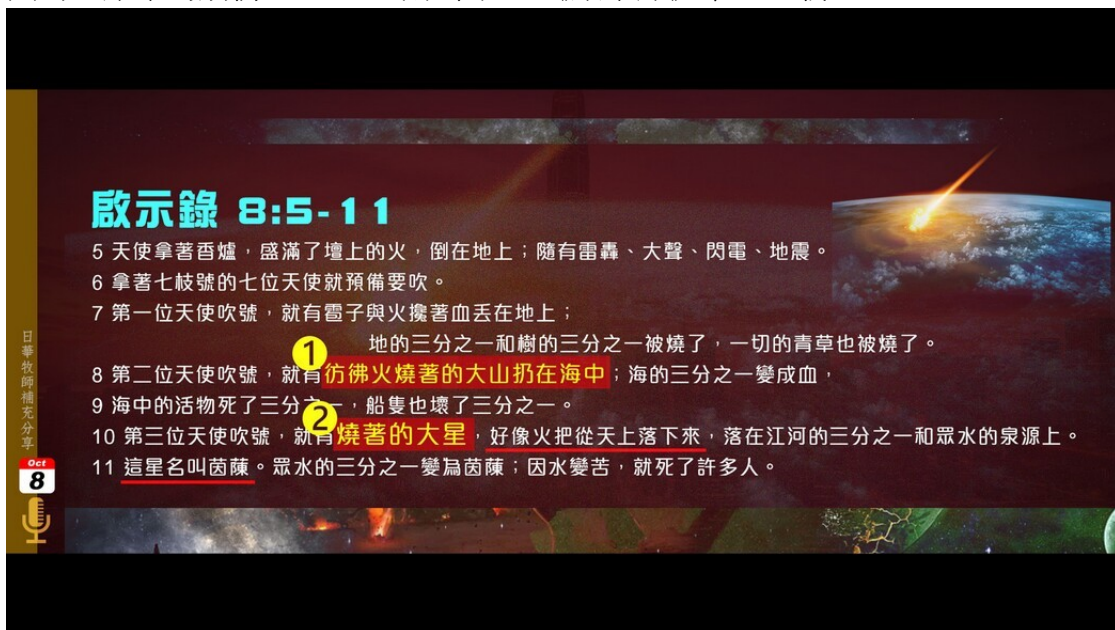 啟示錄 8:5-11
5 天使拿著香爐，盛滿了壇上的火，倒在地上；隨有雷轟、大聲、閃電、地震。
6 拿著七枝號的七位天使就預備要吹。
7 第一位天使吹號，就有雹子與火攙著血丟在地上；
地的三分之一和樹的三分之一被燒了，一切的青草也被燒了。
1
8 第二位天使吹號，就有彷彿火燒著的大山扔在海中；海的三分之一變成血，
9 海中的活物死了三分之一，船隻也壞了三分之一。
2
10 第三位天使吹號，就有燒著的大星，好像火把從天上落下來，落在江河的三分之一和眾水的泉源上。
11 這星名叫茵蔯。眾水的三分之一變為茵蔯；因水變苦，就死了許多人。
日華牧師補充分享
Oct
8